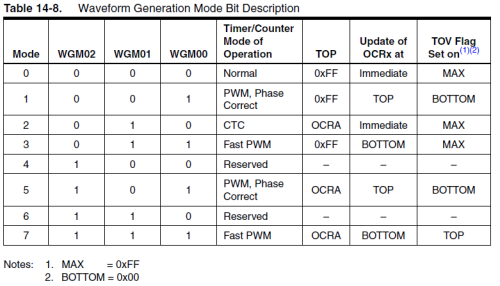 Table 14-8. Waveform Generation Mode Bit Description
Mode WGM02 WGM01 WGM00 Timer/Counter Mode of Operation TOP Update of OCRx at TOV Flag Set on(1)(2)
0 0 0 0 Normal 0xFF Immediate MAX
1 0 0 1 PWM, Phase Correct 0xFF TOP BOTTOM
2 0 1 0 CTC OCRA Immediate MAX
3 0 1 1 Fast PWM 0xFF BOTTOM MAX
4 1 0 0 Reserved – – –
5 1 0 1 PWM, Phase Correct OCRA TOP BOTTOM
6 1 1 0 Reserved – – –
7 1 1 1 Fast PWM OCRA BOTTOM TOP
Notes: 1. MAX = 0xFF
2. BOTTOM = 0x00